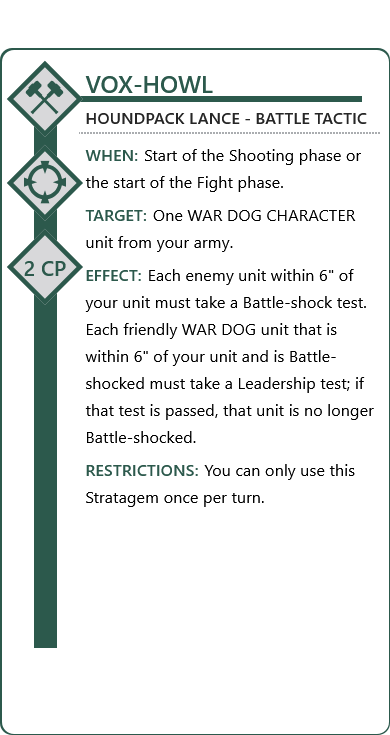 VOX-HOWL
HOUNDPACK LANCE - BATTLE TACTIC
WHEN: Start of the Shooting phase or
the start of the Fight phase.
TARGET: One WAR DOG CHARACTER
unit from your army.
2 CP
EFFECT: Each enemy unit within 6" of
your unit must take a Battle-shock test.
Each friendly WAR DOG unit that is
within 6" of your unit and is Battle-
shocked must take a Leadership test; if
that test is passed, that unit is no longer
Battle-shocked.
RESTRICTIONS: You can only use this
Stratagem once per turn.